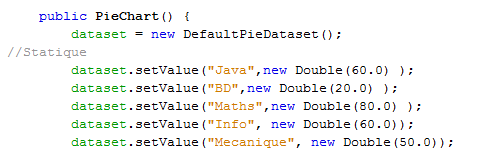 public PieChart() {
dataset = new DefaultPieDataset();
//Statique
dataset.setValue("Java",new Double(60.0) );
dataset.setValue("BD",new Double(20.0) );
dataset.setValue("Maths",new Double(80.0) );
dataset.setValue("Info", new Double(60.0));
dataset.setValue("Mecanique", new Double(50.0));